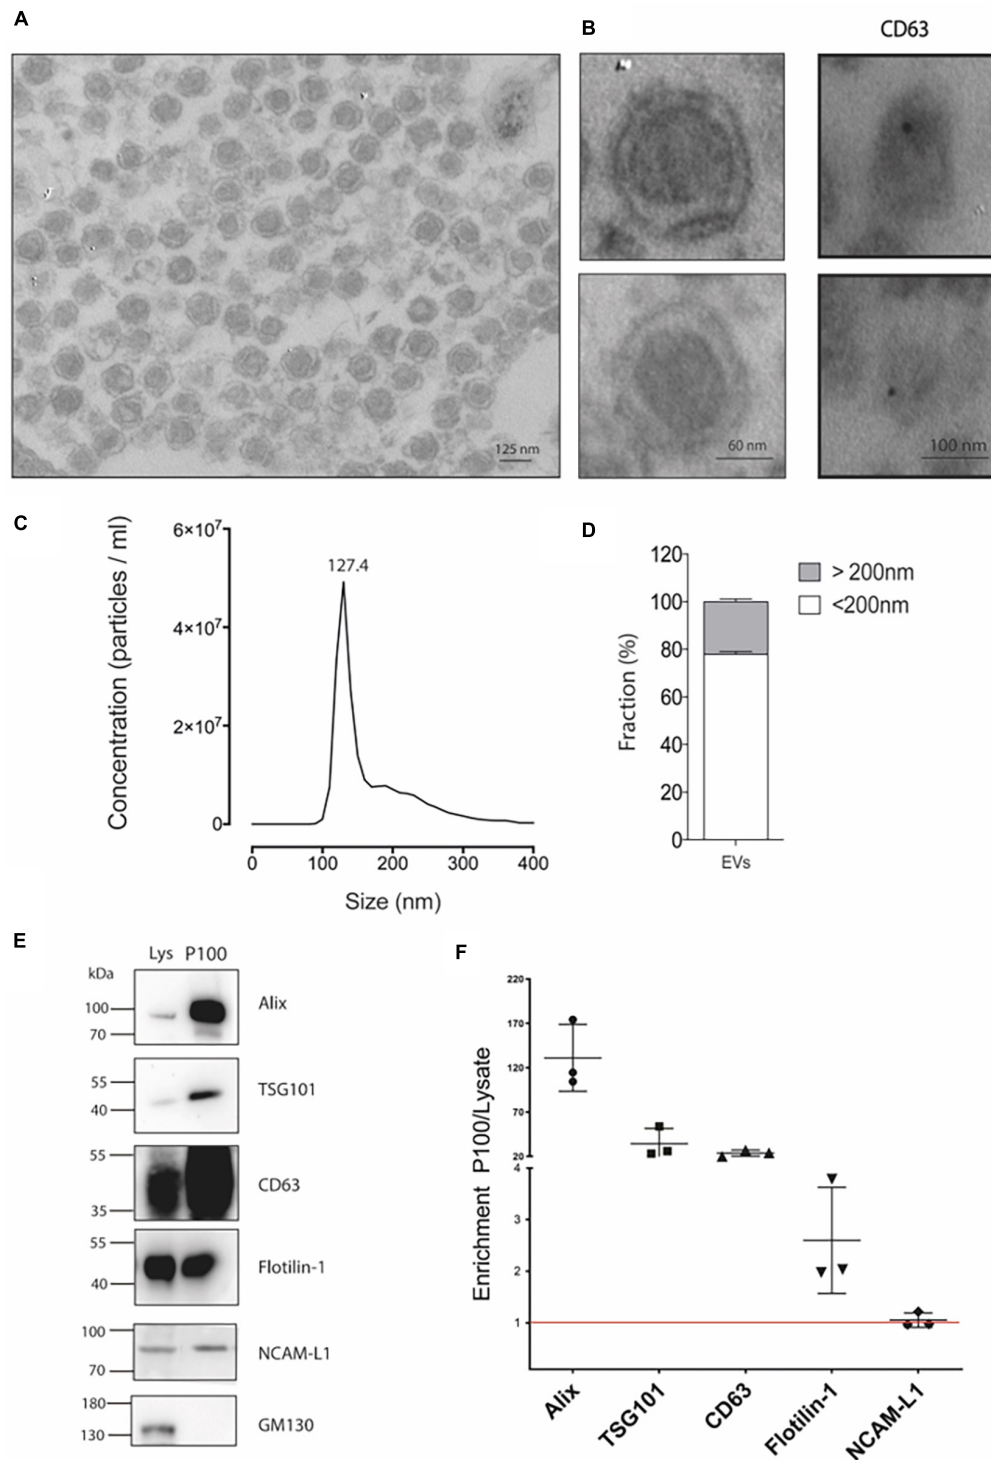 A
125 nm
B
CD63
60 nm
100 nm
C
Concentration (particles / ml)
6×10⁷
4×10⁷
2×10⁷
0
127.4
0 100 200 300 400
Size (nm)
D
Fraction (%)
120
100
80
60
40
20
0
EVs
> 200nm
<200nm
E
Lys P100
kDa
100
70
Alix
55
40
TSG101
55
35
CD63
55
40
Flotilin-1
100
70
NCAM-L1
180
130
GM130
F
Enrichment P100/Lysate
220
170
120
70
20
4
3
2
1
Alix
TSG101
CD63
Flotilin-1
NCAM-L1